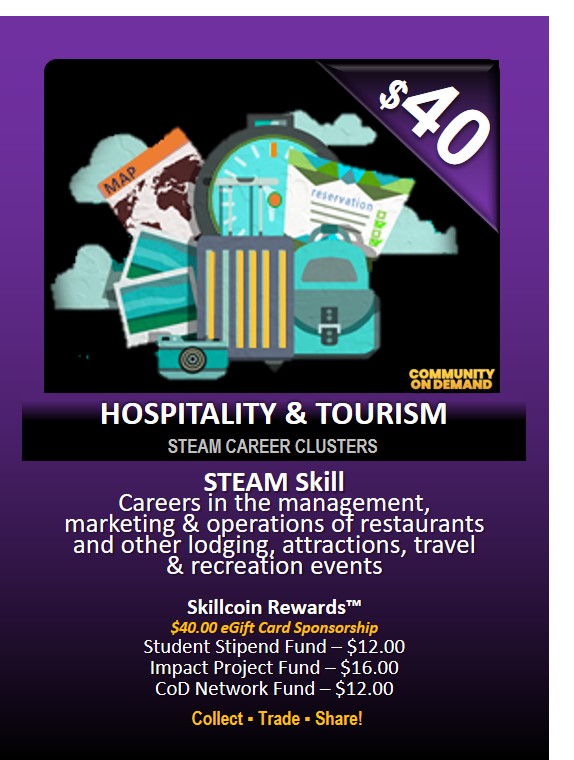 $40
MAP
reservation
COMMUNITY
ON DEMAND
HOSPITALITY & TOURISM
STEAM CAREER CLUSTERS
STEAM Skill
Careers in the management,
marketing & operations of restaurants
and other lodging, attractions, travel
& recreation events
Skillcoin Rewards™
$40.00 eGift Card Sponsorship
Student Stipend Fund – $12.00
Impact Project Fund – $16.00
CoD Network Fund – $12.00
Collect ▪ Trade ▪ Share!